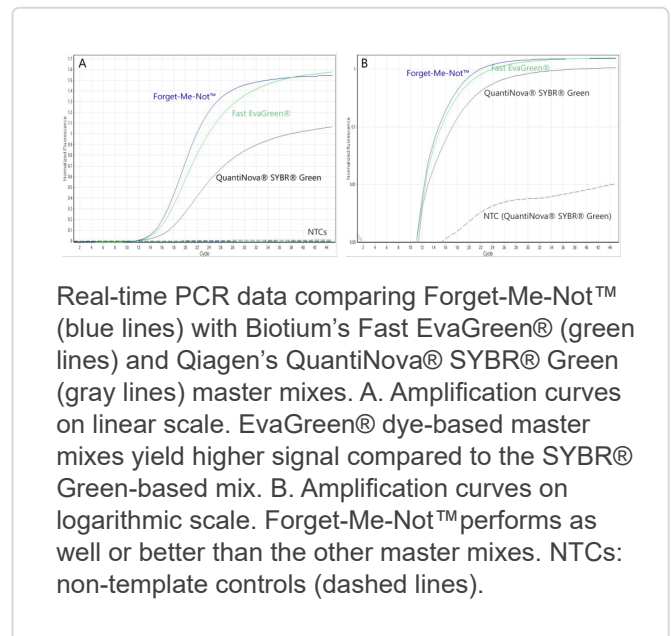 A
Forget-Me-Not™
Fast EvaGreen®
QuantiNova® SYBR® Green
NTCs
Normalized Fluorescence
Cycle
B
Forget-Me-Not™
Fast EvaGreen®
QuantiNova® SYBR® Green
NTC (QuantiNova® SYBR® Green)
Normalized Fluorescence
Cycle
Real-time PCR data comparing Forget-Me-Not™
(blue lines) with Biotium's Fast EvaGreen® (green
lines) and Qiagen's QuantiNova® SYBR® Green
(gray lines) master mixes. A. Amplification curves
on linear scale. EvaGreen® dye-based master
mixes yield higher signal compared to the SYBR®
Green-based mix. B. Amplification curves on
logarithmic scale. Forget-Me-Not™performs as
well or better than the other master mixes. NTCs:
non-template controls (dashed lines).